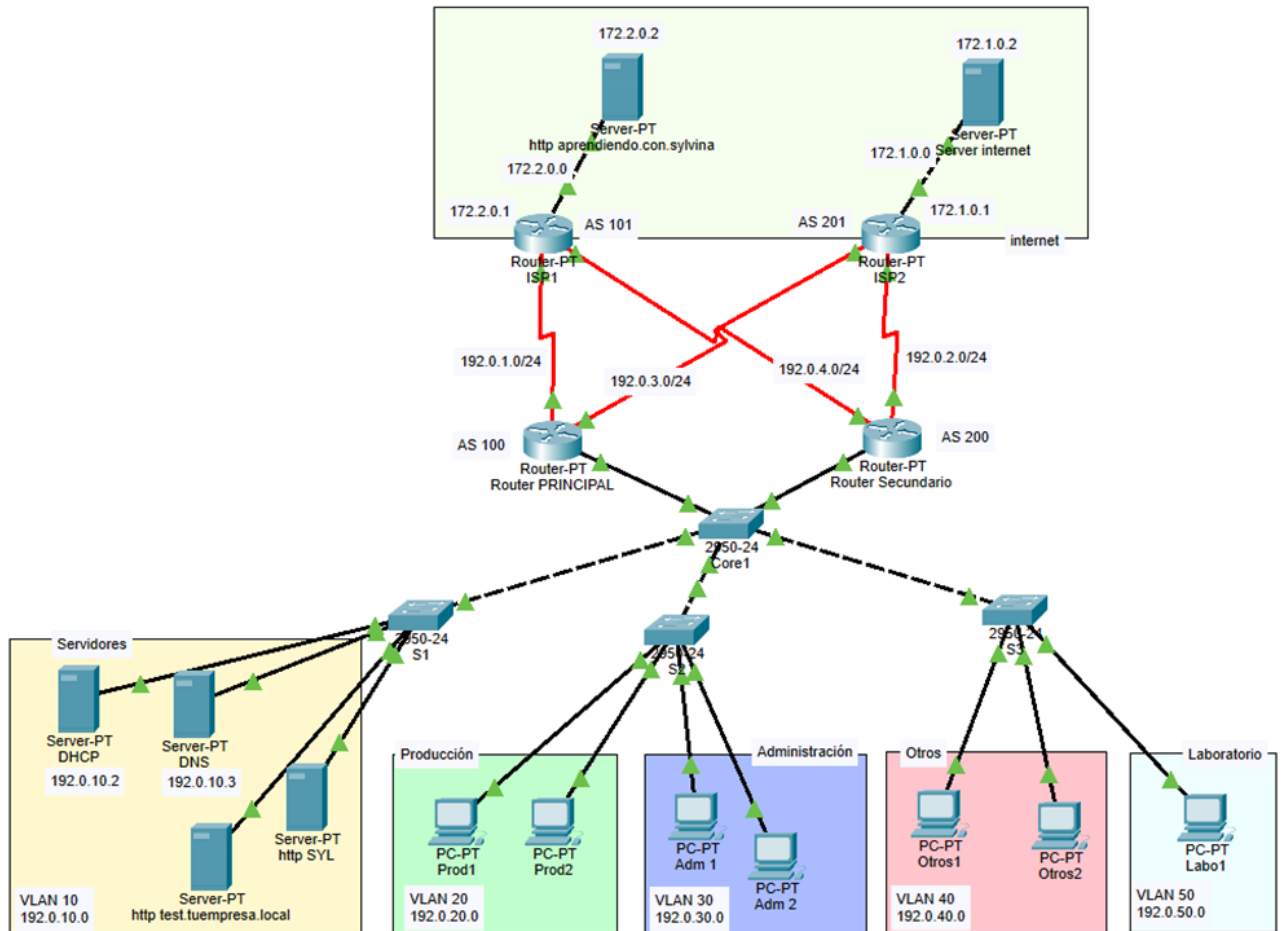 172.2.0.2
172.1.0.2
Server-PT
http aprendiendo.con.sylvina
Server-PT
Server internet
172.2.0.0
172.1.0.0
172.2.0.1
AS 101
AS 201
172.1.0.1
internet
Router-PT
ISP1
Router-PT
ISP2
192.0.1.0/24
192.0.3.0/24
192.0.4.0/24
192.0.2.0/24
AS 100
AS 200
Router-PT
Router PRINCIPAL
Router-PT
Router Secundario
2950-24
Core1
2950-24
S1
2950-24
S2
2950-24
S3
Servidores
Server-PT
DHCP
192.0.10.2
Server-PT
DNS
192.0.10.3
Server-PT
http SYL
Server-PT
http test.tuempresa.local
VLAN 10
192.0.10.0
Producción
PC-PT
Prod1
PC-PT
Prod2
VLAN 20
192.0.20.0
Administración
PC-PT
Adm 1
PC-PT
Adm 2
VLAN 30
192.0.30.0
Otros
PC-PT
Otros1
PC-PT
Otros2
VLAN 40
192.0.40.0
Laboratorio
PC-PT
Labo1
VLAN 50
192.0.50.0